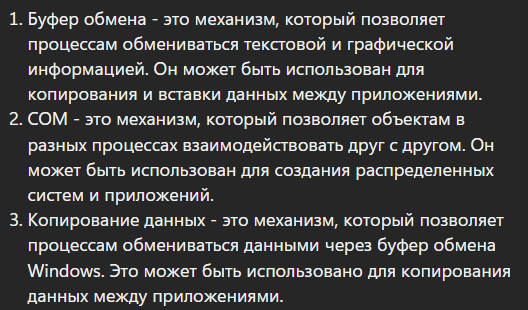 1. Буфер обмена - это механизм, который позволяет
процессам обмениваться текстовой и графической
информацией. Он может быть использован для
копирования и вставки данных между приложениями.
2. COM - это механизм, который позволяет объектам в
разных процессах взаимодействовать друг с другом. Он
может быть использован для создания распределенных
систем и приложений.
3. Копирование данных - это механизм, который позволяет
процессам обмениваться данными через буфер обмена
Windows. Это может быть использовано для копирования
данных между приложениями.